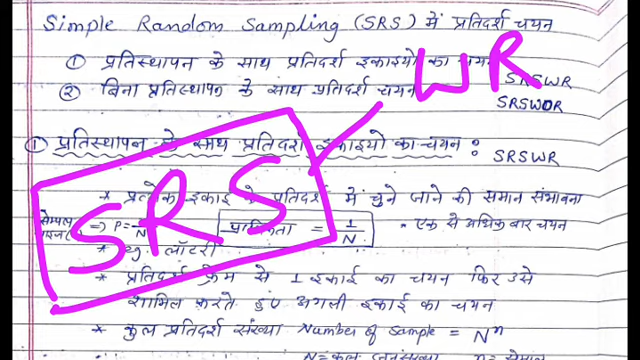 Simple Random Sampling (SRS) में प्रतिदर्श चयन
① प्रतिस्थापन के साथ प्रतिदर्श इकाइयो का चयन SRSWR
② बिना प्रतिस्थापन के साथ प्रतिदर्श चयन SRSWOR
WR
① प्रतिस्थापन के साथ प्रतिदर्श इकाइयो का चयन : SRSWR
SRS
* प्रत्येक इकाई के प्रतिदर्श में चुने जाने की समान संभावना
⇒ P = 1/N प्रायिकता = 1/N • एक से अधिक बार चयन
* eg. लॉटरी
* प्रतिदर्श फ्रेम से 1 इकाई का चयन फिर उसे
शामिल करते हुए अगली इकाई का चयन
* कुल प्रतिदर्श संख्या Number of Sample = Nⁿ
N = कुल जनसंख्या n =